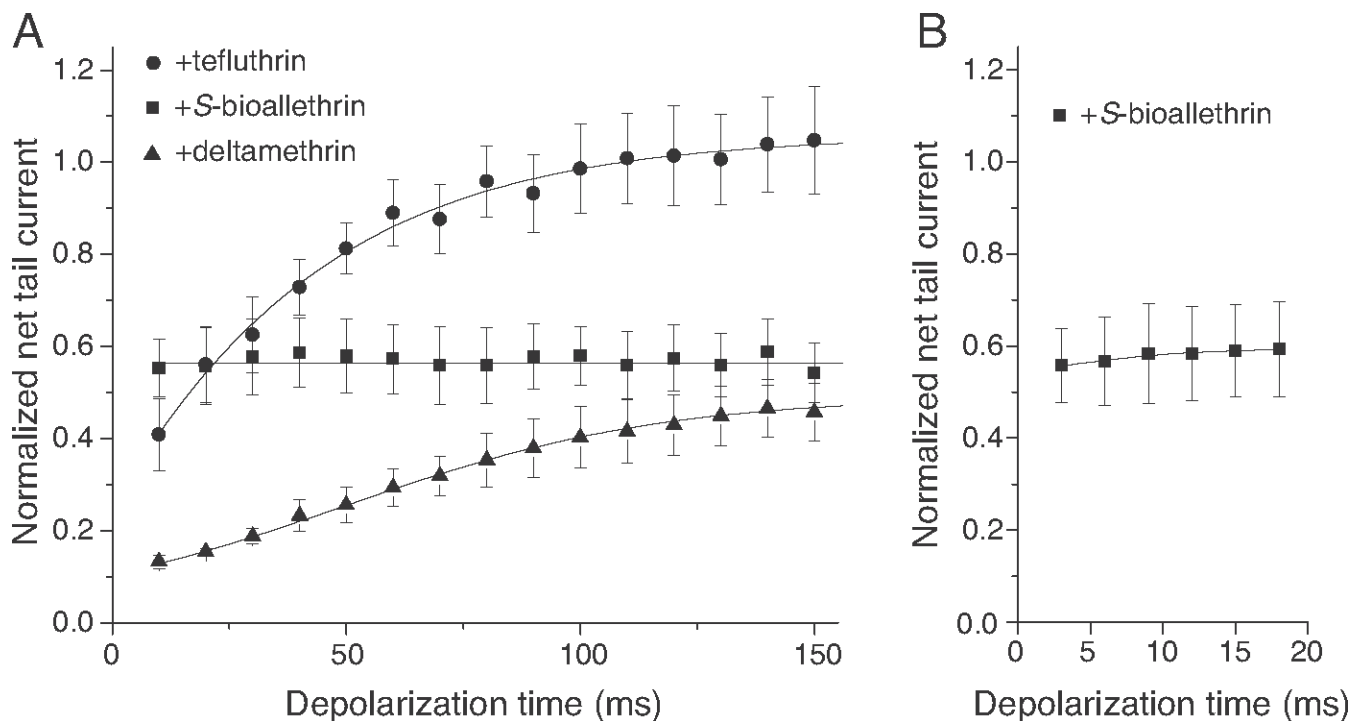 A
+tefluthrin
+S-bioallethrin
+deltamethrin
Normalized net tail current
1.2
1.0
0.8
0.6
0.4
0.2
0.0
0 50 100 150
Depolarization time (ms)
B
+S-bioallethrin
Normalized net tail current
1.2
1.0
0.8
0.6
0.4
0.2
0.0
0 5 10 15 20
Depolarization time (ms)